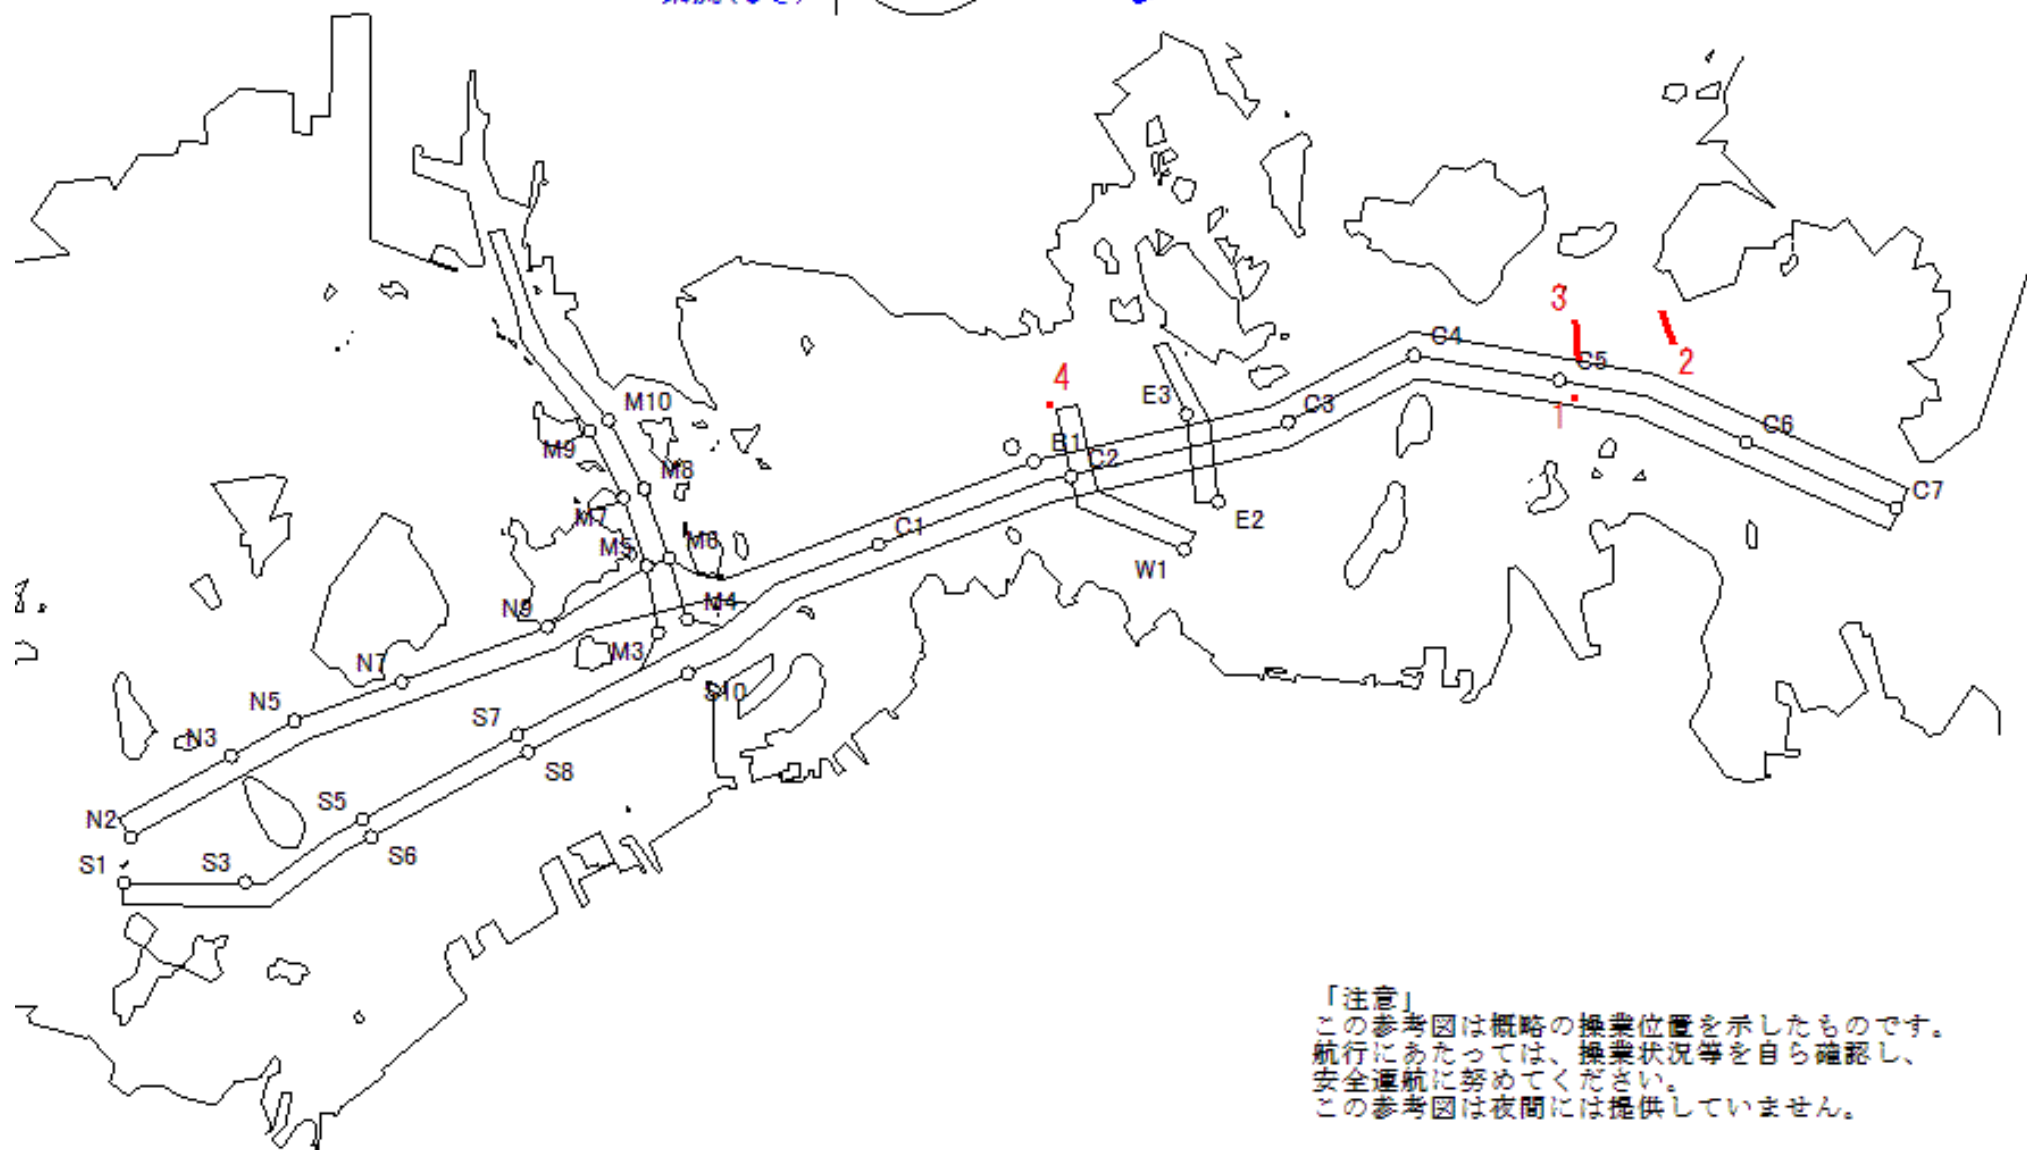 3
C4
C5
2
4
1
E3
M10
C3
C6
M9
B1
M8
C2
C7
M7
E2
C1
M5
M6
W1
N9
M4
N7
M3
S10
N5
S7
N3
S8
S5
N2
S6
S1
S3
「注意」
この参考図は概略の操業位置を示したものです。
航行にあたっては、操業状況等を自ら確認し、
安全運航に努めてください。
この参考図は夜間には提供していません。